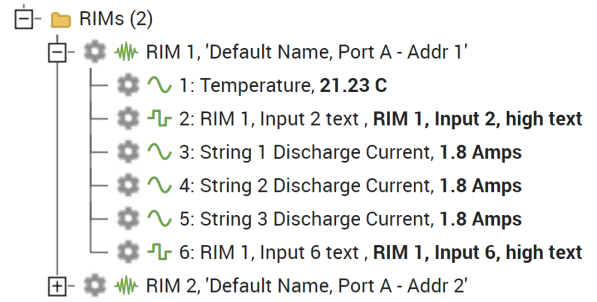 RIMs (2)
RIM 1, 'Default Name, Port A - Addr 1'
1: Temperature, 21.23 C
2: RIM 1, Input 2 text , RIM 1, Input 2, high text
3: String 1 Discharge Current, 1.8 Amps
4: String 2 Discharge Current, 1.8 Amps
5: String 3 Discharge Current, 1.8 Amps
6: RIM 1, Input 6 text , RIM 1, Input 6, high text
RIM 2, 'Default Name, Port A - Addr 2'